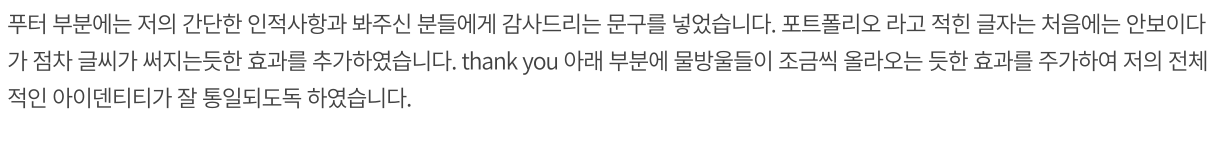 푸터 부분에는 저의 간단한 인적사항과 봐주신 분들에게 감사드리는 문구를 넣었습니다. 포트폴리오 라고 적힌 글자는 처음에는 안보이다
가 점차 글씨가 써지는듯한 효과를 추가하였습니다. thank you 아래 부분에 물방울들이 조금씩 올라오는 듯한 효과를 주가하여 저의 전체
적인 아이덴티티가 잘 통일되도독 하였습니다.